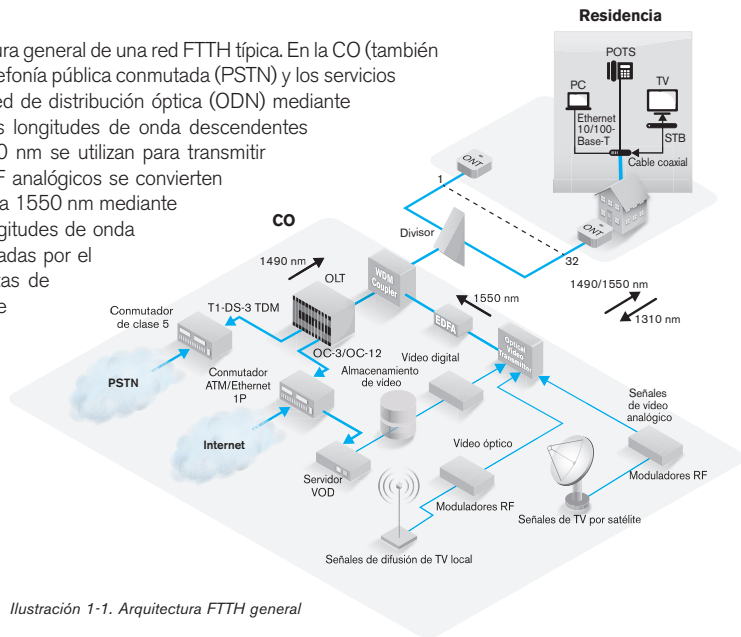 Residencia
POTS
PC
TV
Ethernet
10/100-
Base-T
STB
Cable coaxial
ura general de una red FTTH típica. En la CO (también
efonía pública conmutada (PSTN) y los servicios
ed de distribución óptica (ODN) mediante
s longitudes de onda descendentes
0 nm se utilizan para transmitir
F analógicos se convierten
a 1550 nm mediante
gitudes de onda
adas por el
tas de
e
ONT
1
ONT
Divisor
32
CO
1490 nm
OLT
WDM
Coupler
1490/1550 nm
1310 nm
1550 nm
EDFA
Optical
Video
Transmitter
Conmutador
de clase 5
T1-DS-3 TDM
OC-3/OC-12
PSTN
Conmutador
ATM/Ethernet
1P
Almacenamiento
de vídeo
Vídeo digital
Internet
Servidor
VOD
Vídeo óptico
Señales
de vídeo
analógico
Moduladores RF
Moduladores RF
Señales de TV por satélite
Señales de difusión de TV local
Ilustración 1-1. Arquitectura FTTH general